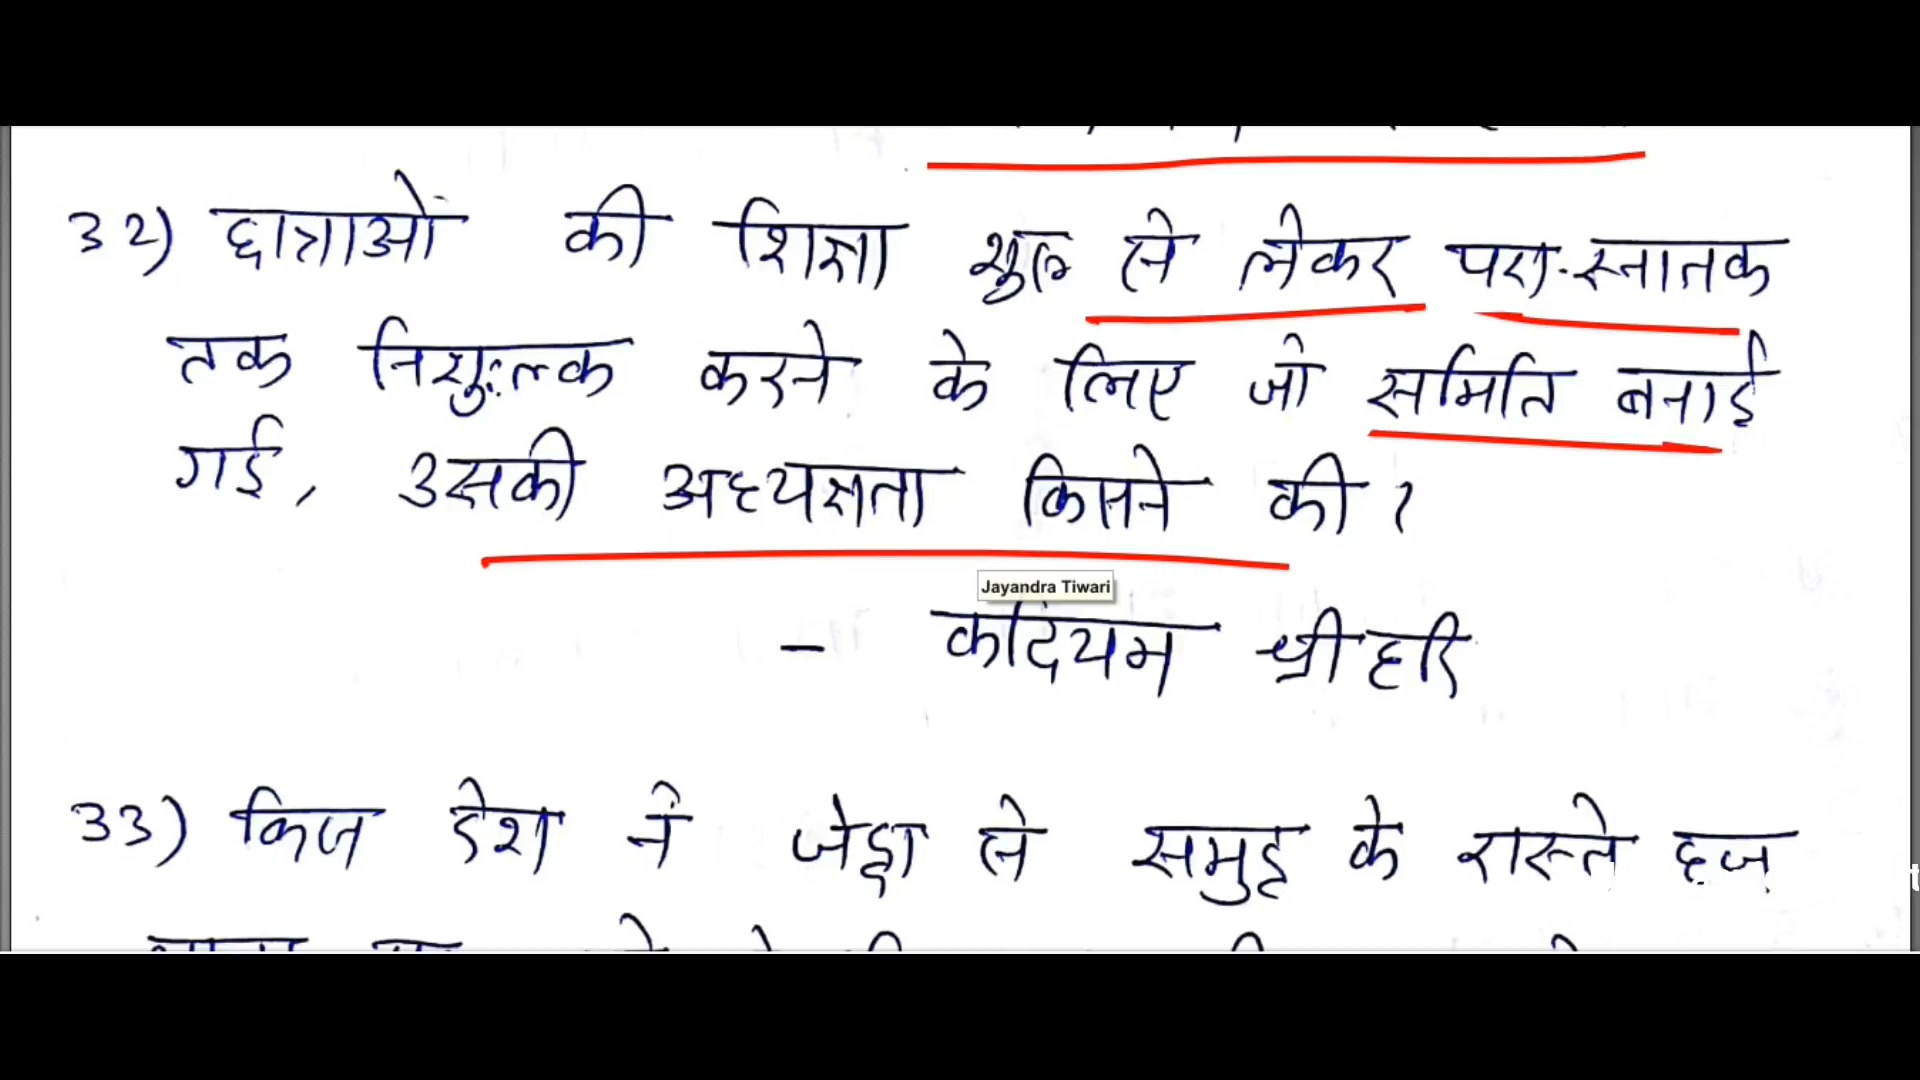 32) छात्राओं की शिक्षा शुरू से लेकर परा-स्नातक
तक निशुःल्क करने के लिए जो समिति बनाई
गई, उसकी अध्यक्षता किसने की ?
Jayandra Tiwari
- कदियम श्री हरि
33) किस देश ने जेद्दा से समुद्र के रास्ते हज